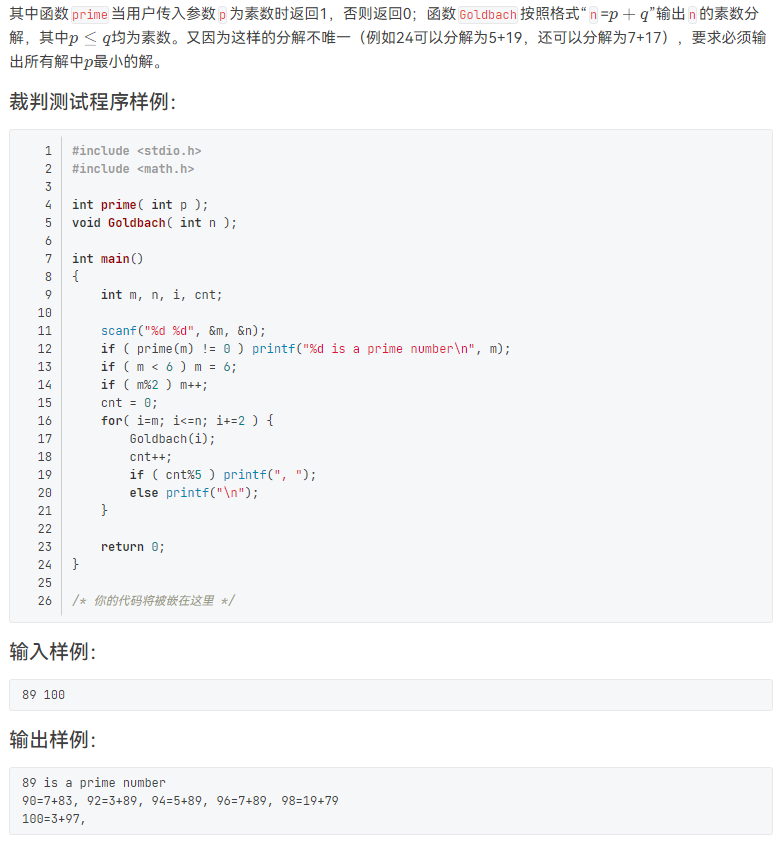 其中函数prime当用户传入参数p为素数时返回1，否则返回0；函数Goldbach按照格式“n=p+q”输出n的素数分
解，其中p≤q均为素数。又因为这样的分解不唯一（例如24可以分解为5+19，还可以分解为7+17），要求必须输
出所有解中p最小的解。
裁判测试程序样例：
1 #include <stdio.h>
2 #include <math.h>
3
4 int prime( int p );
5 void Goldbach( int n );
6
7 int main()
8 {
9     int m, n, i, cnt;
10
11     scanf("%d %d", &m, &n);
12     if ( prime(m) != 0 ) printf("%d is a prime number\n", m);
13     if ( m < 6 ) m = 6;
14     if ( m%2 ) m++;
15     cnt = 0;
16     for( i=m; i<=n; i+=2 ) {
17         Goldbach(i);
18         cnt++;
19         if ( cnt%5 ) printf(", ");
20         else printf("\n");
21     }
22
23     return 0;
24 }
25
26 /* 你的代码将被嵌在这里 */
输入样例：
89 100
输出样例：
89 is a prime number
90=7+83, 92=3+89, 94=5+89, 96=7+89, 98=19+79
100=3+97,